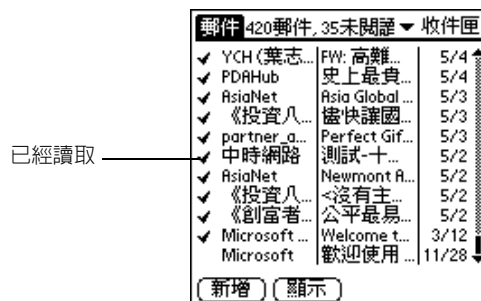 郵件 420郵件, 35未閱讀 收件匣
YCH (葉志... FW: 高難... 5/4
PDAHub 史上最貴... 5/4
AsiaNet Asia Global ... 5/3
《投資八... 儘快讓國... 5/3
partner_a... Perfect Gif... 5/3
已經讀取 中時網路 測試-十... 5/2
AsiaNet Newmont A... 5/2
《投資八... <沒有主... 5/2
《創富者... 公平最易... 5/2
Microsoft ... Welcome t... 3/12
Microsoft 歡迎使用 ... 11/28
新增 顯示